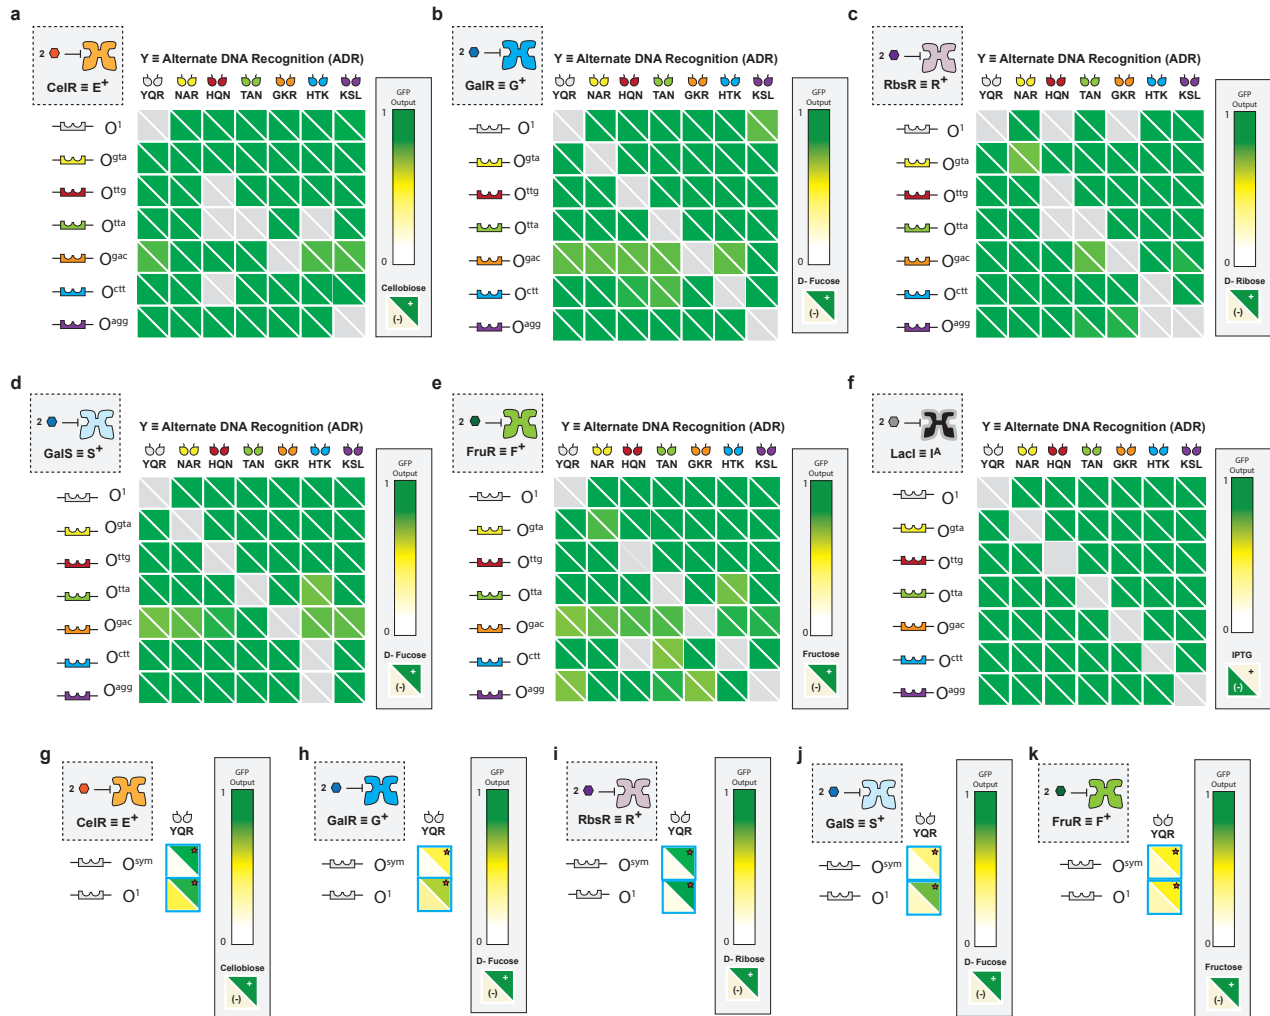 a
2
CelR ≡ E+
Y ≡ Alternate DNA Recognition (ADR)
YQR NAR HQN TAN GKR HTK KSL
O1
Ogta
Ottg
Otta
Ogac
Octt
Oagg
GFP
Output
1
0
Cellobiose
+
(-)
b
2
GalR ≡ G+
Y ≡ Alternate DNA Recognition (ADR)
YQR NAR HQN TAN GKR HTK KSL
O1
Ogta
Ottg
Otta
Ogac
Octt
Oagg
GFP
Output
1
0
D- Fucose
+
(-)
c
2
RbsR ≡ R+
Y ≡ Alternate DNA Recognition (ADR)
YQR NAR HQN TAN GKR HTK KSL
O1
Ogta
Ottg
Otta
Ogac
Octt
Oagg
GFP
Output
1
0
D- Ribose
+
(-)
d
2
GalS ≡ S+
Y ≡ Alternate DNA Recognition (ADR)
YQR NAR HQN TAN GKR HTK KSL
O1
Ogta
Ottg
Otta
Ogac
Octt
Oagg
GFP
Output
1
0
D- Fucose
+
(-)
e
2
FruR ≡ F+
Y ≡ Alternate DNA Recognition (ADR)
YQR NAR HQN TAN GKR HTK KSL
O1
Ogta
Ottg
Otta
Ogac
Octt
Oagg
GFP
Output
1
0
Fructose
+
(-)
f
2
LacI ≡ IA
Y ≡ Alternate DNA Recognition (ADR)
YQR NAR HQN TAN GKR HTK KSL
O1
Ogta
Ottg
Otta
Ogac
Octt
Oagg
GFP
Output
1
0
IPTG
+
(-)
g
2
CelR ≡ E+
YQR
Osym
O1
GFP
Output
1
0
Cellobiose
+
(-)
h
2
GalR ≡ G+
YQR
Osym
O1
GFP
Output
1
0
D- Fucose
+
(-)
i
2
RbsR ≡ R+
YQR
Osym
O1
GFP
Output
1
0
D- Ribose
+
(-)
j
2
GalS ≡ S+
YQR
Osym
O1
GFP
Output
1
0
D- Fucose
+
(-)
k
2
FruR ≡ F+
YQR
Osym
O1
GFP
Output
1
0
Fructose
+
(-)